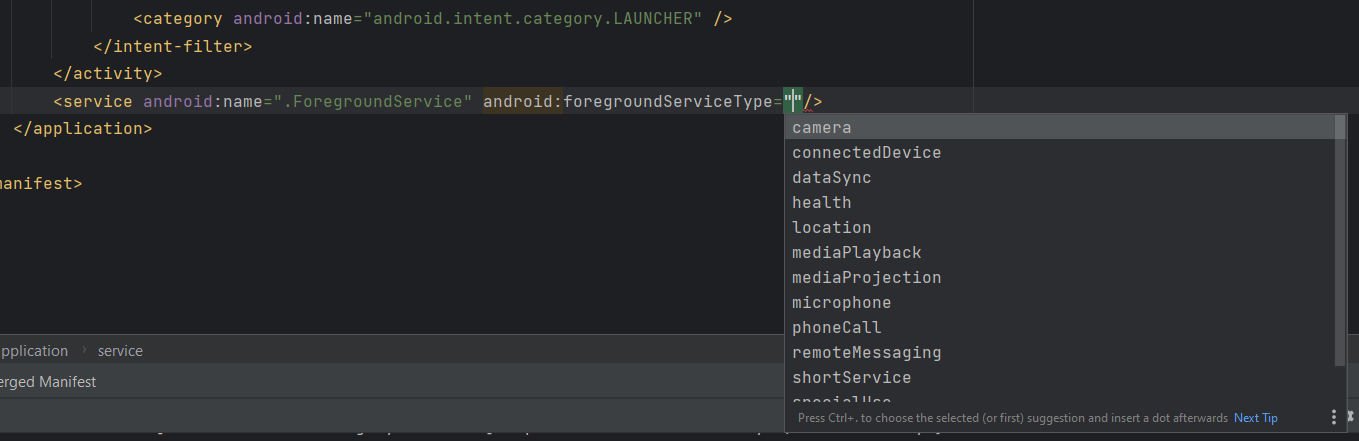 <category android:name="android.intent.category.LAUNCHER" />
</intent-filter>
</activity>
<service android:name=".ForegroundService" android:foregroundServiceType=""/>
</application>
manifest>
camera
connectedDevice
dataSync
health
location
mediaPlayback
mediaProjection
microphone
phoneCall
remoteMessaging
shortService
specialUse
Press Ctrl+. to choose the selected (or first) suggestion and insert a dot afterwards Next Tip
pplication › service
erged Manifest